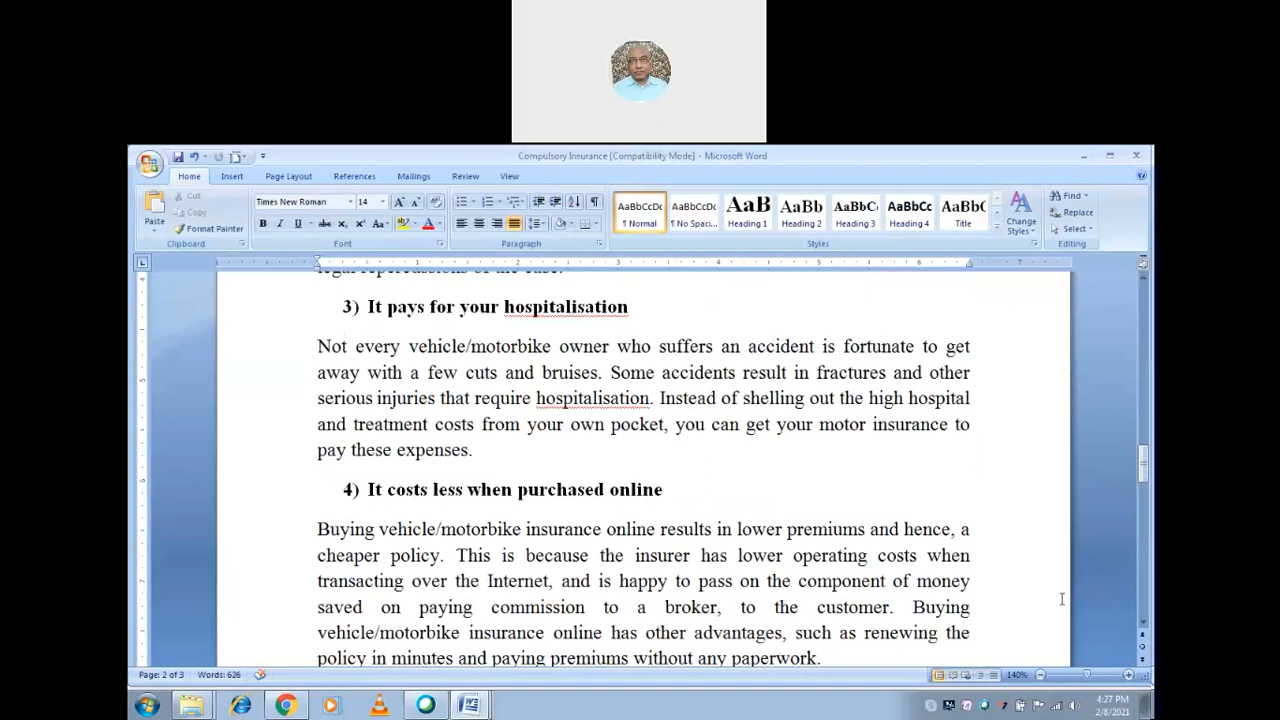 Compulsory Insurance [Compatibility Mode] - Microsoft Word
Home Insert Page Layout References Mailings Review View
Paste Cut Copy Format Painter
Times New Roman 14
AaBbCcDc AaBbCcDc AaB AaBb AaBbC AaBbCc AaB
¶ Normal ¶ No Spaci... Heading 1 Heading 2 Heading 3 Heading 4 Title
Change Styles
Find Replace Select
Clipboard Font Paragraph Styles Editing
legal repercussions of the case.
3) It pays for your hospitalisation
Not every vehicle/motorbike owner who suffers an accident is fortunate to get
away with a few cuts and bruises. Some accidents result in fractures and other
serious injuries that require hospitalisation. Instead of shelling out the high hospital
and treatment costs from your own pocket, you can get your motor insurance to
pay these expenses.
4) It costs less when purchased online
Buying vehicle/motorbike insurance online results in lower premiums and hence, a
cheaper policy. This is because the insurer has lower operating costs when
transacting over the Internet, and is happy to pass on the component of money
saved on paying commission to a broker, to the customer. Buying
vehicle/motorbike insurance online has other advantages, such as renewing the
policy in minutes and paying premiums without any paperwork.
Page: 2 of 3 Words: 626 140%
4:27 PM
2/8/2021